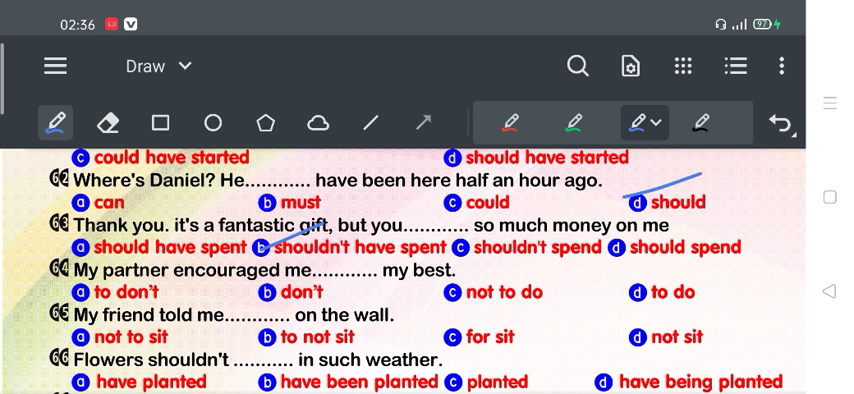 02:36
97
Draw
c could have started d should have started
62 Where's Daniel? He............ have been here half an hour ago.
a can b must c could d should
63 Thank you. it's a fantastic gift, but you............ so much money on me
a should have spent b shouldn't have spent c shouldn't spend d should spend
64 My partner encouraged me............ my best.
a to don't b don't c not to do d to do
65 My friend told me............ on the wall.
a not to sit b to not sit c for sit d not sit
66 Flowers shouldn't ........... in such weather.
a have planted b have been planted c planted d have being planted